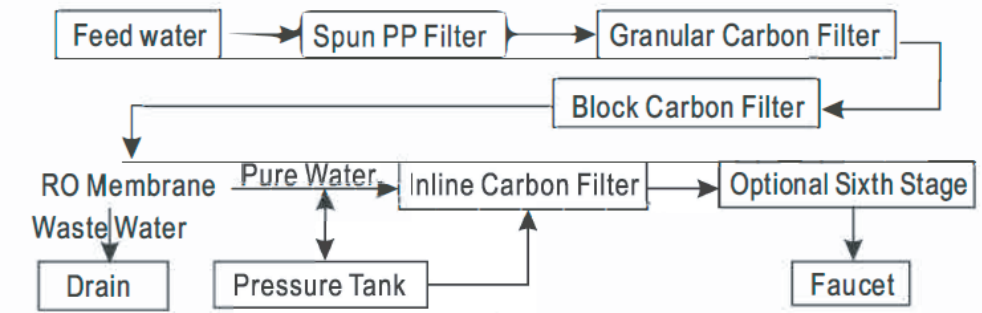 Feed water
Spun PP Filter
Granular Carbon Filter
Block Carbon Filter
RO Membrane
Pure Water
Inline Carbon Filter
Optional Sixth Stage
Waste Water
Drain
Pressure Tank
Faucet